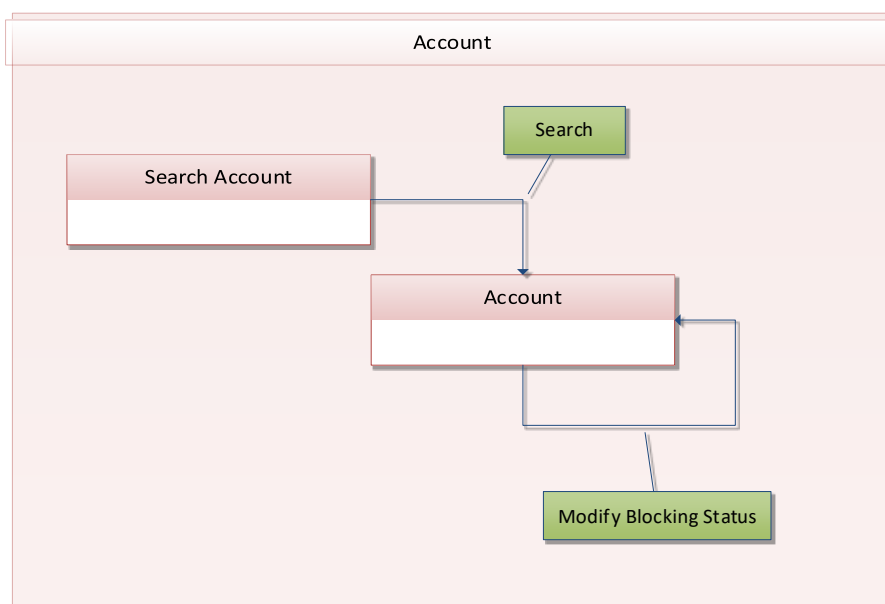 Account
Search
Search Account
Account
Modify Blocking Status